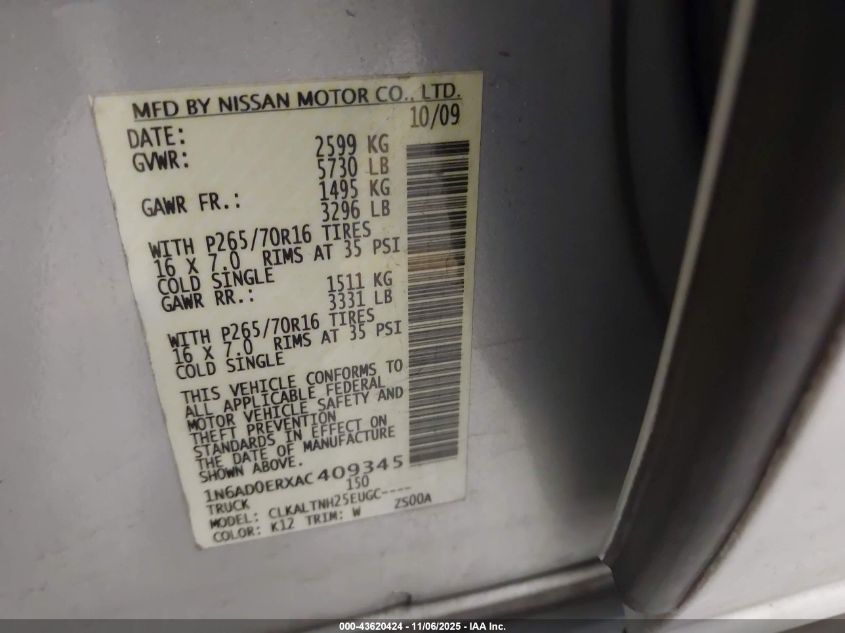 MFD BY NISSAN MOTOR CO., LTD.
DATE: 10/09
GVWR: 2599 KG
5730 LB
GAWR FR.: 1495 KG
3296 LB
WITH P265/70R16 TIRES
16 X 7.0 RIMS AT 35 PSI
COLD SINGLE
GAWR RR.: 1511 KG
3331 LB
WITH P265/70R16 TIRES
16 X 7.0 RIMS AT 35 PSI
COLD SINGLE
THIS VEHICLE CONFORMS TO
ALL APPLICABLE FEDERAL
MOTOR VEHICLE SAFETY AND
THEFT PREVENTION
STANDARDS IN EFFECT ON
THE DATE OF MANUFACTURE
SHOWN ABOVE.
1N6AD0ERXAC409345
TRUCK 150
MODEL: CLKALTNH25EUGC----
COLOR: K12 TRIM: W ZS00A
000-43620424 - 11/06/2025 - IAA Inc.